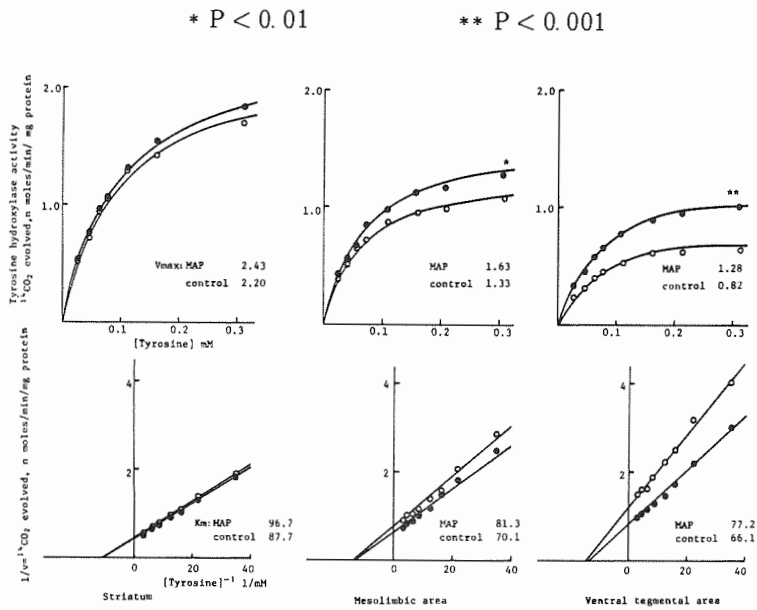 * P < 0.01 ** P < 0.001
Tyrosine hydroxylase activity
¹⁴CO₂ evolved, n moles/min/ mg protein
2.0
1.0
Vmax: MAP 2.43
control 2.20
0.1 0.2 0.3
[Tyrosine] mM
2.0
1.0
*
MAP 1.63
control 1.33
0 0.1 0.2 0.3
2.0
1.0
**
MAP 1.28
control 0.82
0 0.1 0.2 0.3
1/v=¹⁴CO₂ evolved, n moles/min/mg protein
4
2
Km: MAP 96.7
control 87.7
0 20 40
[Tyrosine]⁻¹ 1/mM
Striatum
4
2
MAP 81.3
control 70.1
0 20 40
Mesolimbic area
4
2
MAP 77.2
control 66.1
0 20 40
Ventral tegmental area